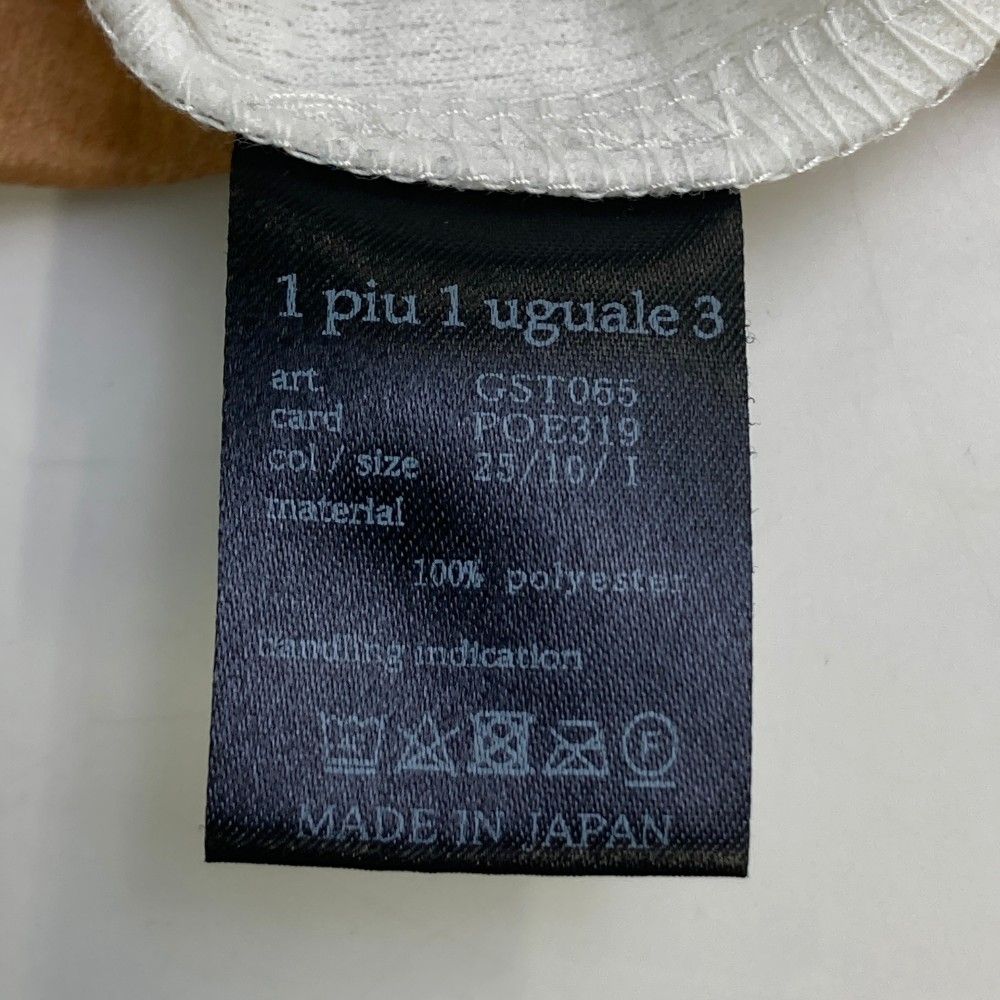 1 piu 1 uguale 3
art. GST065
card POE319
col / size 25/10/ I
material
100% polyester
handling indication
F
MADE IN JAPAN